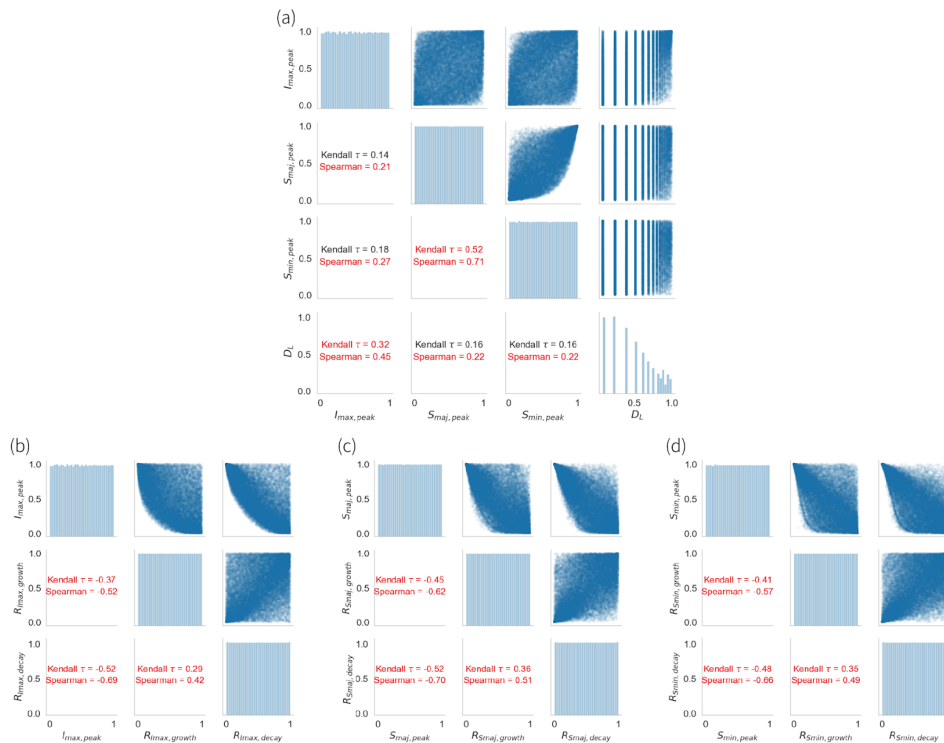 (a)
1.0
I_max,peak
0.5
0.0
1.0
S_maj,peak
0.5
0.0
Kendall τ = 0.14
Spearman = 0.21
1.0
S_min,peak
0.5
0.0
Kendall τ = 0.18
Spearman = 0.27
Kendall τ = 0.52
Spearman = 0.71
1.0
D_L
0.5
0.0
Kendall τ = 0.32
Spearman = 0.45
Kendall τ = 0.16
Spearman = 0.22
Kendall τ = 0.16
Spearman = 0.22
0 1 0 1 0 1 0.5 1.0
I_max,peak S_maj,peak S_min,peak D_L
(b)
1.0
I_max,peak
0.5
0.0
1.0
R_Imax,growth
0.5
0.0
Kendall τ = -0.37
Spearman = -0.52
1.0
R_Imax,decay
0.5
0.0
Kendall τ = -0.52
Spearman = -0.69
Kendall τ = 0.29
Spearman = 0.42
0 1 0 1 0 1
I_max,peak R_Imax,growth R_Imax,decay
(c)
1.0
S_maj,peak
0.5
0.0
1.0
R_Smaj,growth
0.5
0.0
Kendall τ = -0.45
Spearman = -0.62
1.0
R_Smaj,decay
0.5
0.0
Kendall τ = -0.52
Spearman = -0.70
Kendall τ = 0.36
Spearman = 0.51
0 1 0 1 0 1
S_maj,peak R_Smaj,growth R_Smaj,decay
(d)
1.0
S_min,peak
0.5
0.0
1.0
R_Smin,growth
0.5
0.0
Kendall τ = -0.41
Spearman = -0.57
1.0
R_Smin,decay
0.5
0.0
Kendall τ = -0.48
Spearman = -0.66
Kendall τ = 0.35
Spearman = 0.49
0 1 0 1 0 1
S_min,peak R_Smin,growth R_Smin,decay